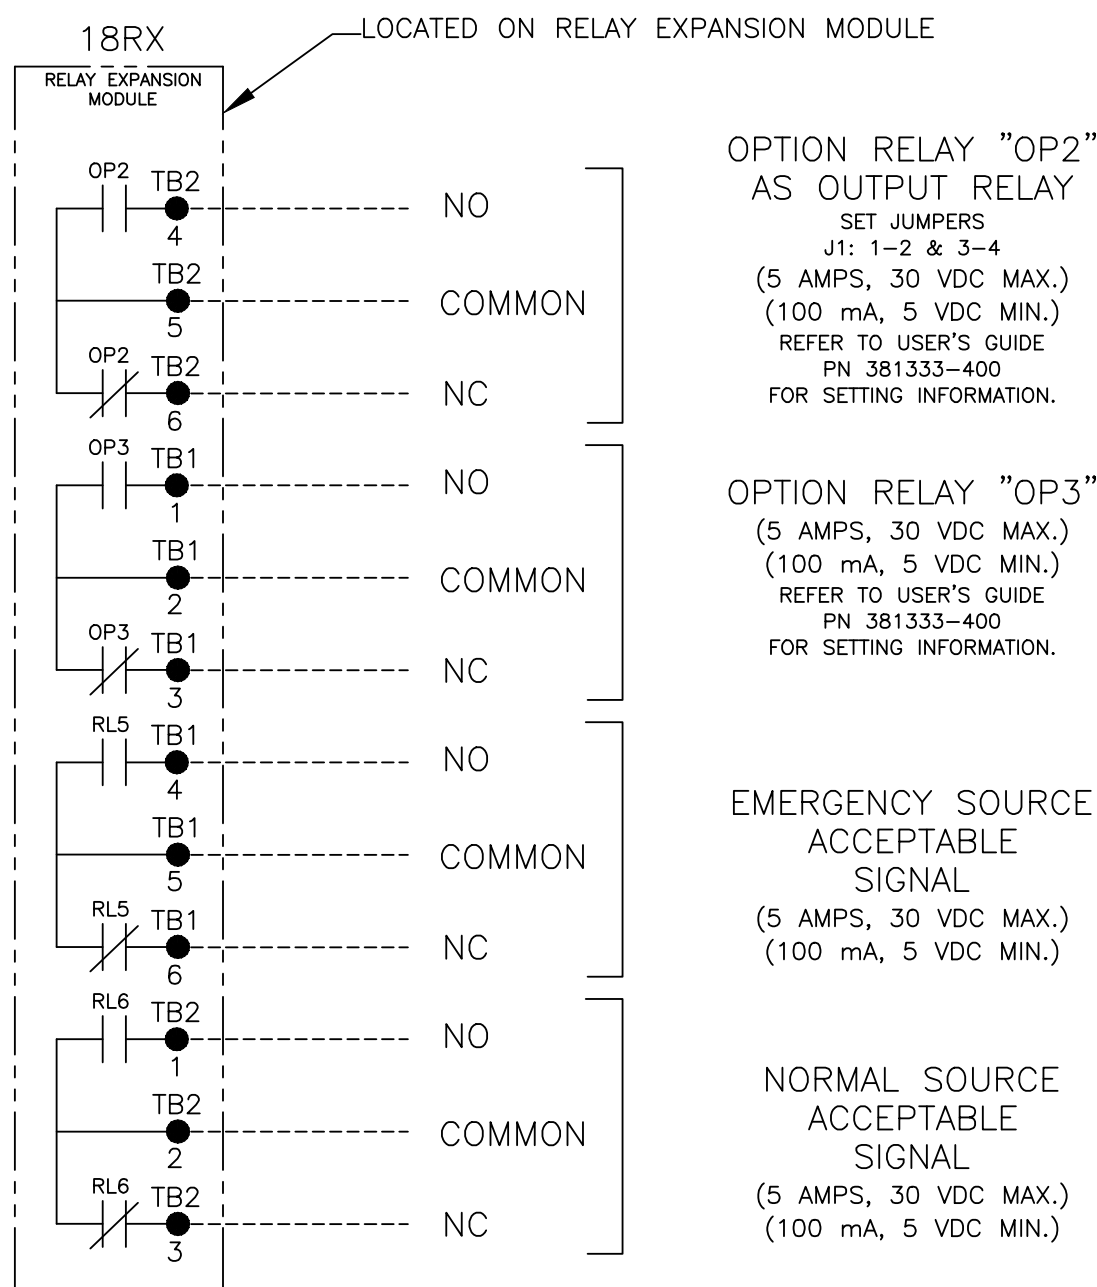 18RX
LOCATED ON RELAY EXPANSION MODULE
RELAY EXPANSION
MODULE
OP2
TB2
4
NO
TB2
5
COMMON
OP2
TB2
6
NC
OPTION RELAY "OP2"
AS OUTPUT RELAY
SET JUMPERS
J1: 1-2 & 3-4
(5 AMPS, 30 VDC MAX.)
(100 mA, 5 VDC MIN.)
REFER TO USER'S GUIDE
PN 381333-400
FOR SETTING INFORMATION.
OP3
TB1
1
NO
TB1
2
COMMON
OP3
TB1
3
NC
OPTION RELAY "OP3"
(5 AMPS, 30 VDC MAX.)
(100 mA, 5 VDC MIN.)
REFER TO USER'S GUIDE
PN 381333-400
FOR SETTING INFORMATION.
RL5
TB1
4
NO
TB1
5
COMMON
RL5
TB1
6
NC
EMERGENCY SOURCE
ACCEPTABLE
SIGNAL
(5 AMPS, 30 VDC MAX.)
(100 mA, 5 VDC MIN.)
RL6
TB2
1
NO
TB2
2
COMMON
RL6
TB2
3
NC
NORMAL SOURCE
ACCEPTABLE
SIGNAL
(5 AMPS, 30 VDC MAX.)
(100 mA, 5 VDC MIN.)